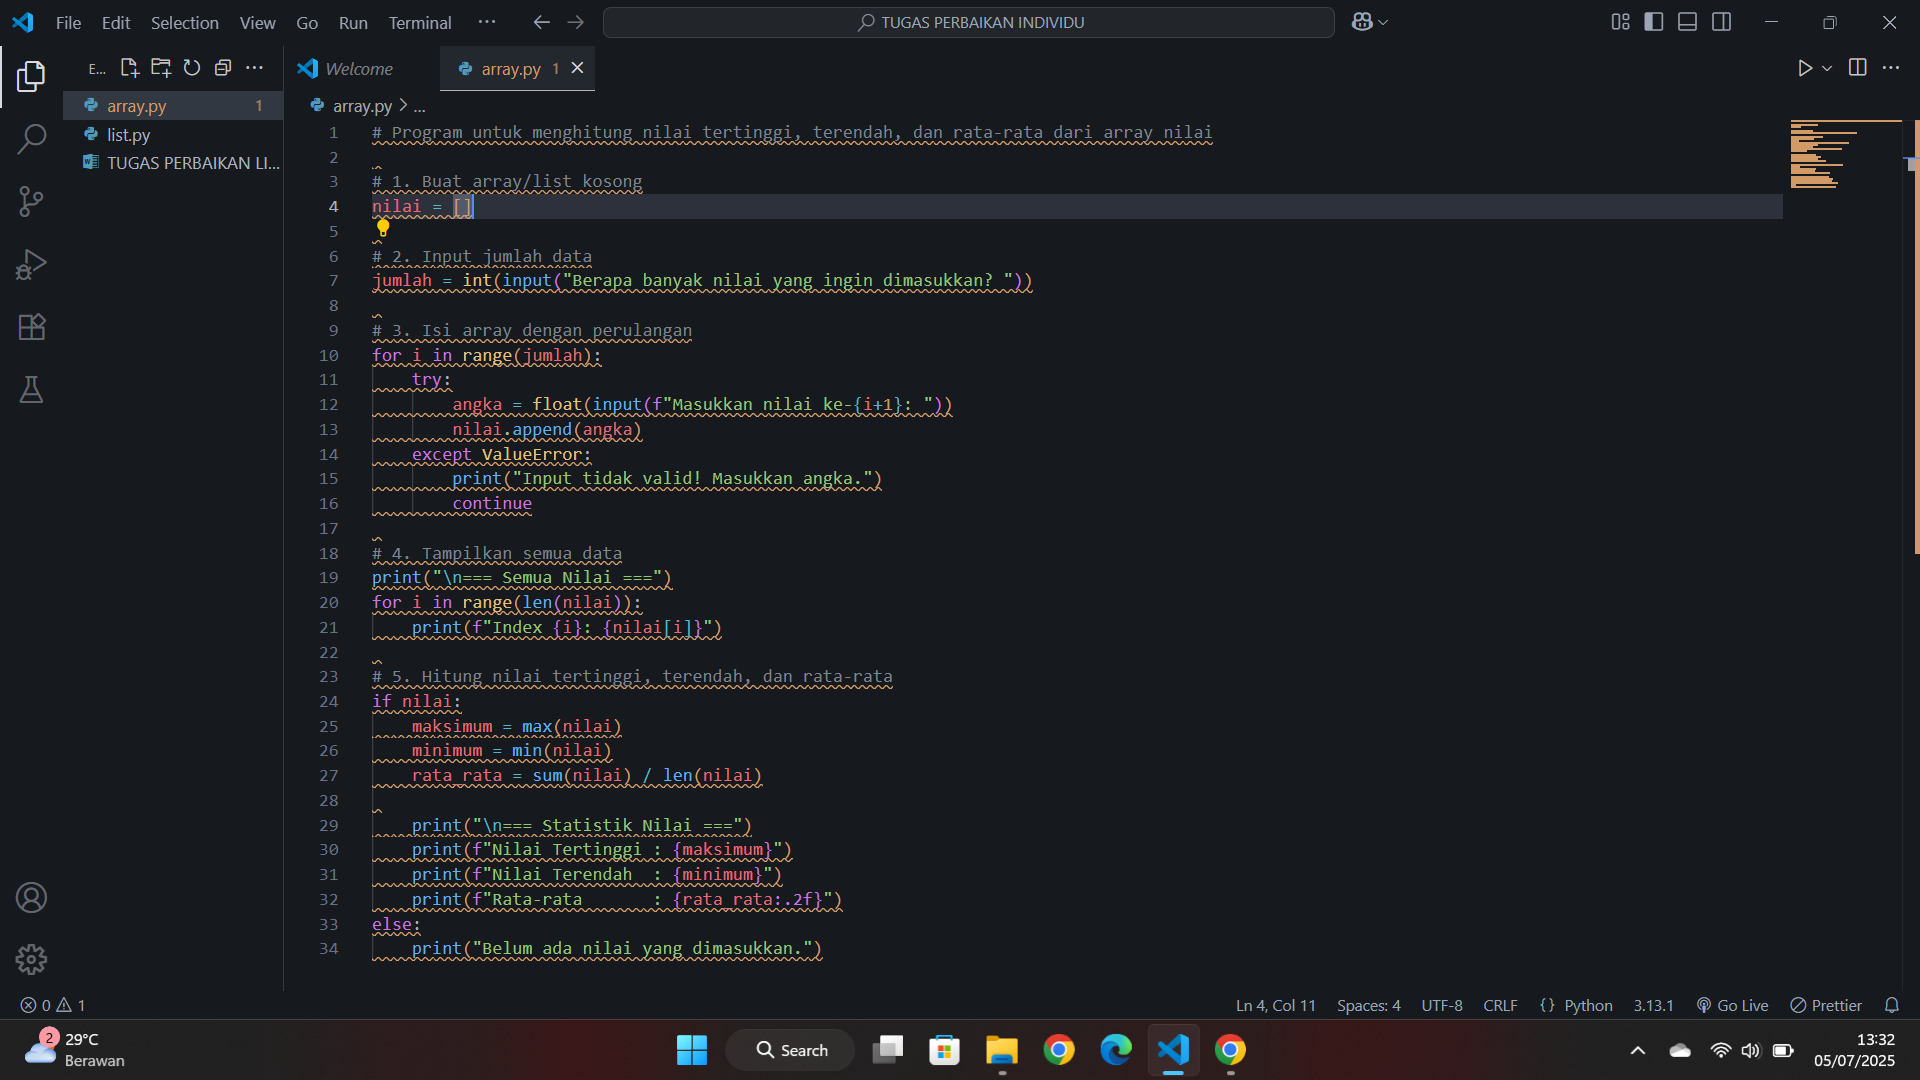 File Edit Selection View Go Run Terminal ··· TUGAS PERBAIKAN INDIVIDU
E... Welcome array.py 1
array.py 1
list.py
TUGAS PERBAIKAN LI...
array.py > ...
1 # Program untuk menghitung nilai tertinggi, terendah, dan rata-rata dari array nilai
2
3 # 1. Buat array/list kosong
4 nilai = []
5
6 # 2. Input jumlah data
7 jumlah = int(input("Berapa banyak nilai yang ingin dimasukkan? "))
8
9 # 3. Isi array dengan perulangan
10 for i in range(jumlah):
11     try:
12         angka = float(input(f"Masukkan nilai ke-{i+1}: "))
13         nilai.append(angka)
14     except ValueError:
15         print("Input tidak valid! Masukkan angka.")
16         continue
17
18 # 4. Tampilkan semua data
19 print("\n=== Semua Nilai ===")
20 for i in range(len(nilai)):
21     print(f"Index {i}: {nilai[i]}")
22
23 # 5. Hitung nilai tertinggi, terendah, dan rata-rata
24 if nilai:
25     maksimum = max(nilai)
26     minimum = min(nilai)
27     rata_rata = sum(nilai) / len(nilai)
28
29     print("\n=== Statistik Nilai ===")
30     print(f"Nilai Tertinggi : {maksimum}")
31     print(f"Nilai Terendah  : {minimum}")
32     print(f"Rata-rata       : {rata_rata:.2f}")
33 else:
34     print("Belum ada nilai yang dimasukkan.")
0 1 Ln 4, Col 11 Spaces: 4 UTF-8 CRLF {} Python 3.13.1 Go Live Prettier
2 29°C
Berawan
Search
13:32
05/07/2025